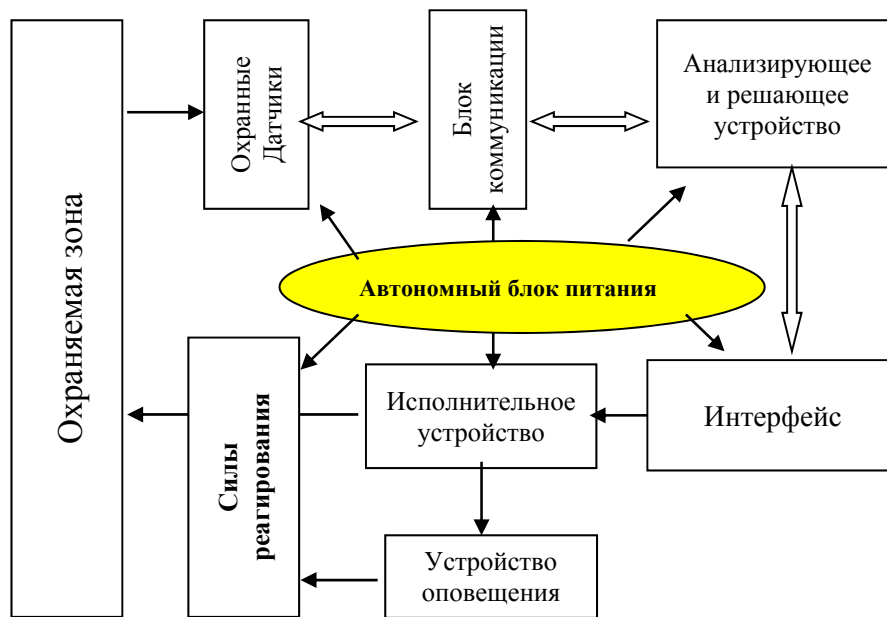 Охраняемая зона
Охранные
Датчики
Блок
коммуникации
Анализирующее
и решающее
устройство
Автономный блок питания
Силы
реагирования
Исполнительное
устройство
Интерфейс
Устройство
оповещения